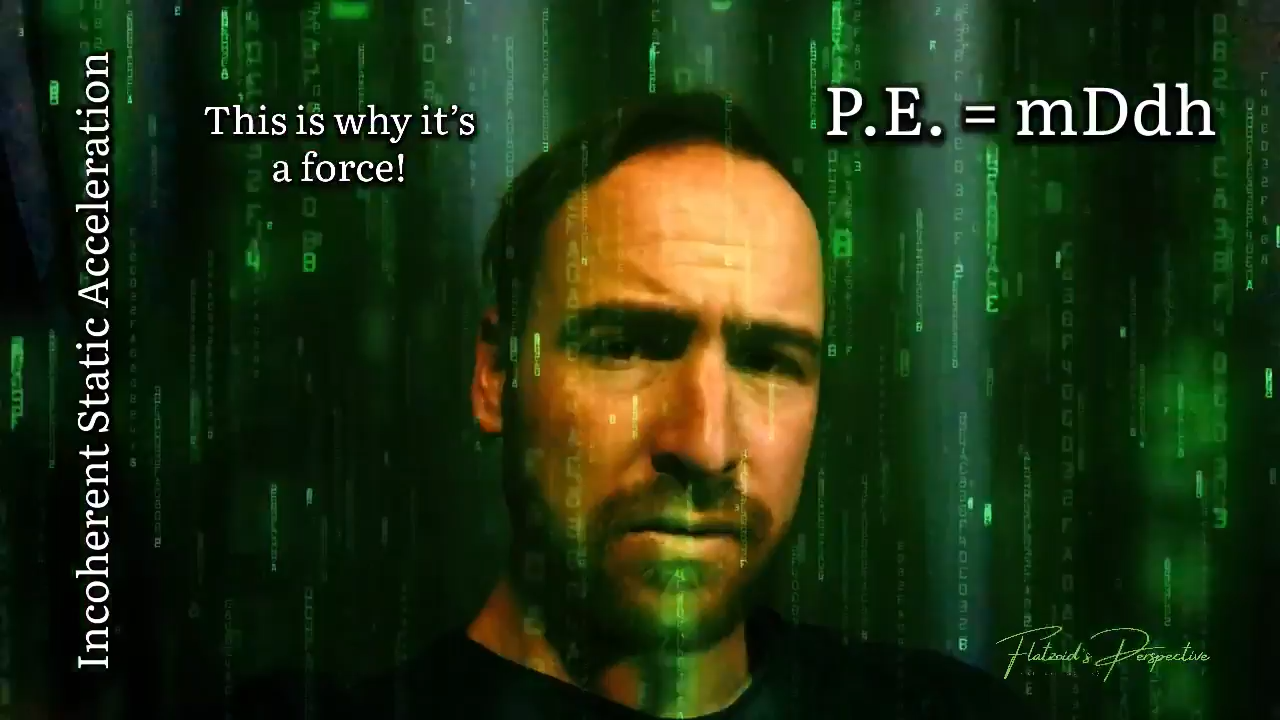 Incoherent Static Acceleration
This is why it’s
a force!
P.E. = mDdh
Flatzoid's Perspective